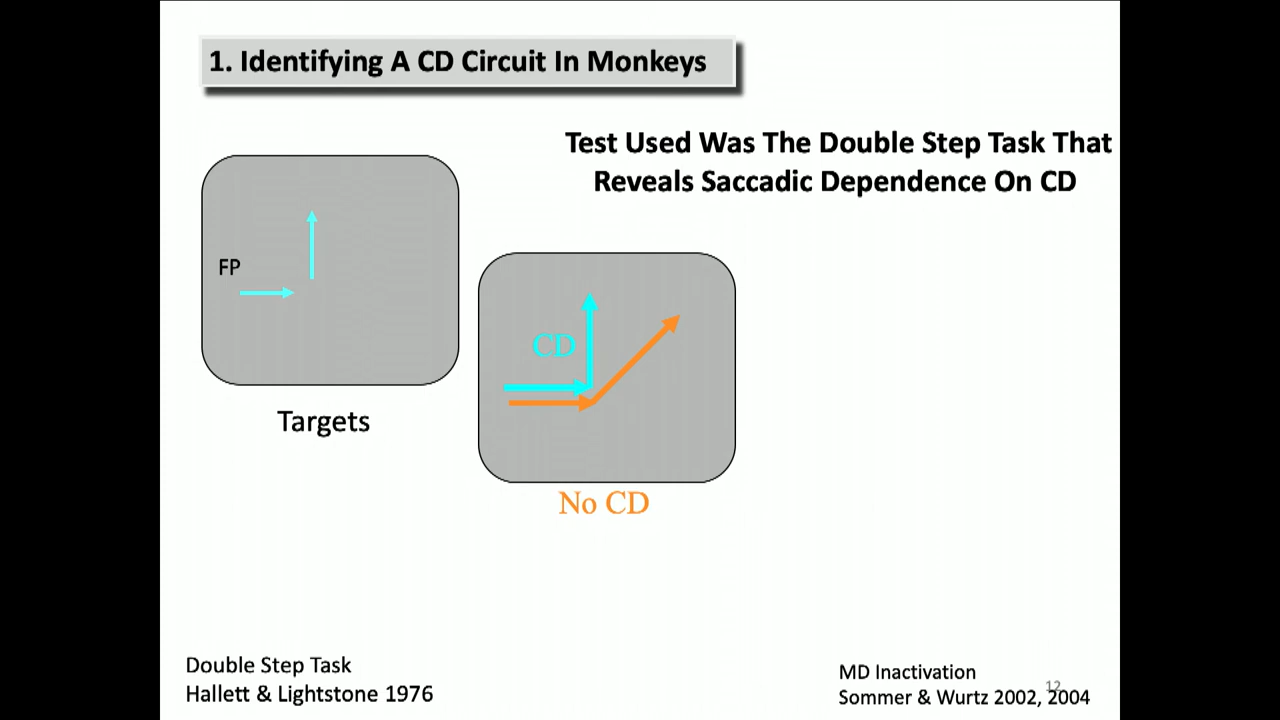 1. Identifying A CD Circuit In Monkeys
Test Used Was The Double Step Task That
Reveals Saccadic Dependence On CD
FP
CD
Targets
No CD
Double Step Task
Hallett & Lightstone 1976
MD Inactivation
Sommer & Wurtz 2002, 2004
12